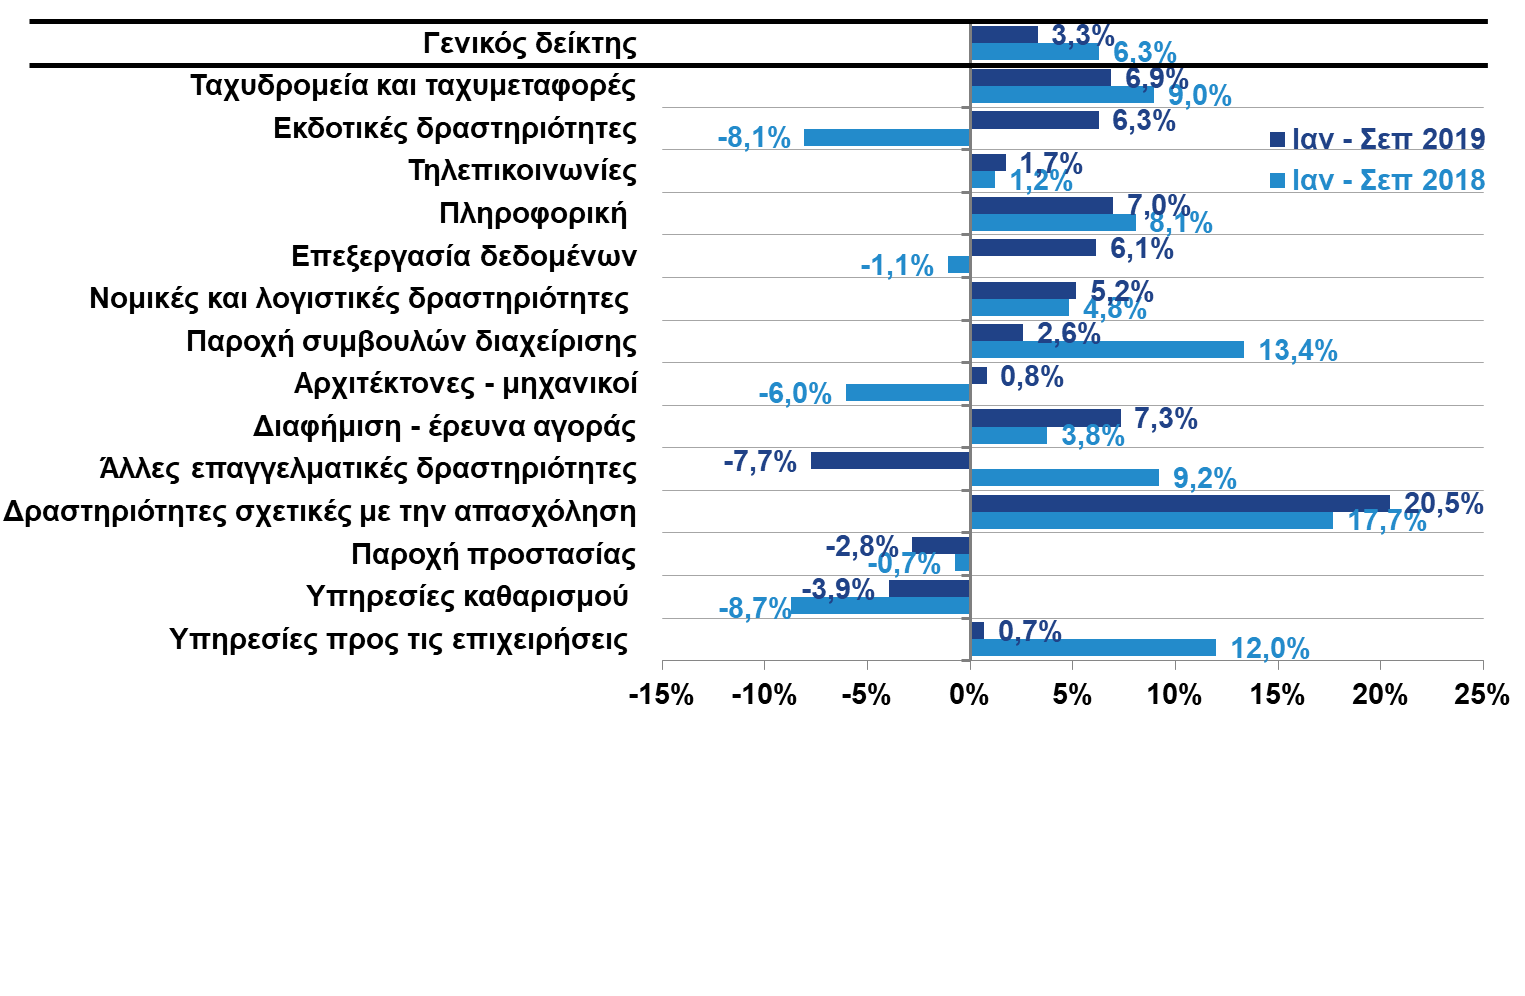 Γενικός δείκτης
3,3%
6,3%
Ταχυδρομεία και ταχυμεταφορές
6,9%
9,0%
Εκδοτικές δραστηριότητες
6,3%
-8,1%
Ιαν - Σεπ 2019
Τηλεπικοινωνίες
1,7%
1,2%
Ιαν - Σεπ 2018
Πληροφορική
7,0%
8,1%
Επεξεργασία δεδομένων
6,1%
-1,1%
Νομικές και λογιστικές δραστηριότητες
5,2%
4,8%
Παροχή συμβουλών διαχείρισης
2,6%
13,4%
Αρχιτέκτονες - μηχανικοί
0,8%
-6,0%
Διαφήμιση - έρευνα αγοράς
7,3%
3,8%
Άλλες επαγγελματικές δραστηριότητες
-7,7%
9,2%
Δραστηριότητες σχετικές με την απασχόληση
20,5%
17,7%
Παροχή προστασίας
-2,8%
-0,7%
Υπηρεσίες καθαρισμού
-3,9%
-8,7%
Υπηρεσίες προς τις επιχειρήσεις
0,7%
12,0%
-15% -10% -5% 0% 5% 10% 15% 20% 25%